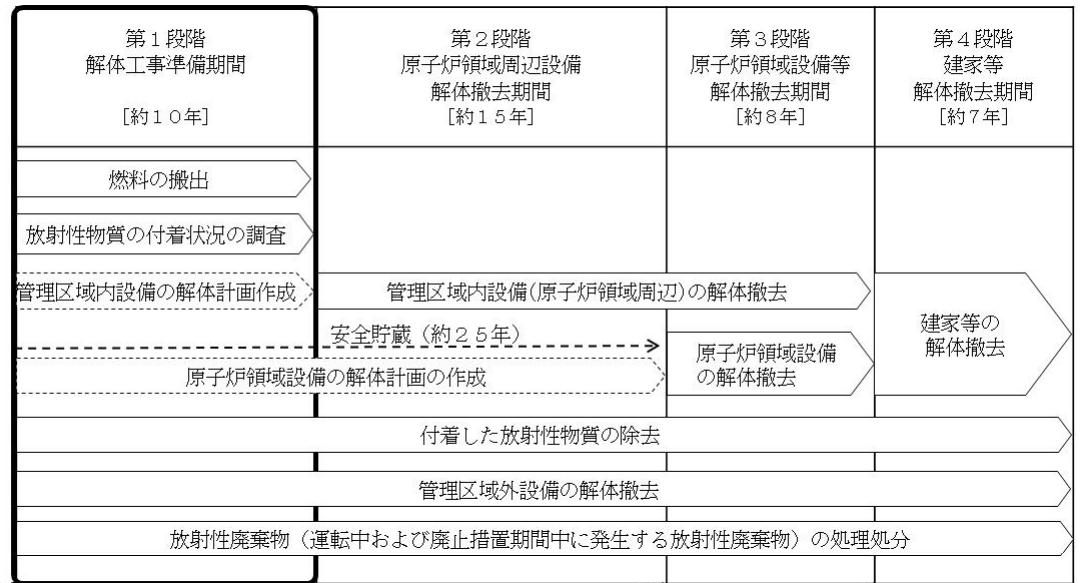 第１段階
解体工事準備期間
[約１０年]
第２段階
原子炉領域周辺設備
解体撤去期間
[約１５年]
第３段階
原子炉領域設備等
解体撤去期間
[約８年]
第４段階
建家等
解体撤去期間
[約７年]
燃料の搬出
放射性物質の付着状況の調査
管理区域内設備の解体計画作成
管理区域内設備(原子炉領域周辺)の解体撤去
安全貯蔵（約２５年）
原子炉領域設備の解体計画の作成
原子炉領域設備
の解体撤去
建家等の
解体撤去
付着した放射性物質の除去
管理区域外設備の解体撤去
放射性廃棄物（運転中および廃止措置期間中に発生する放射性廃棄物）の処理処分